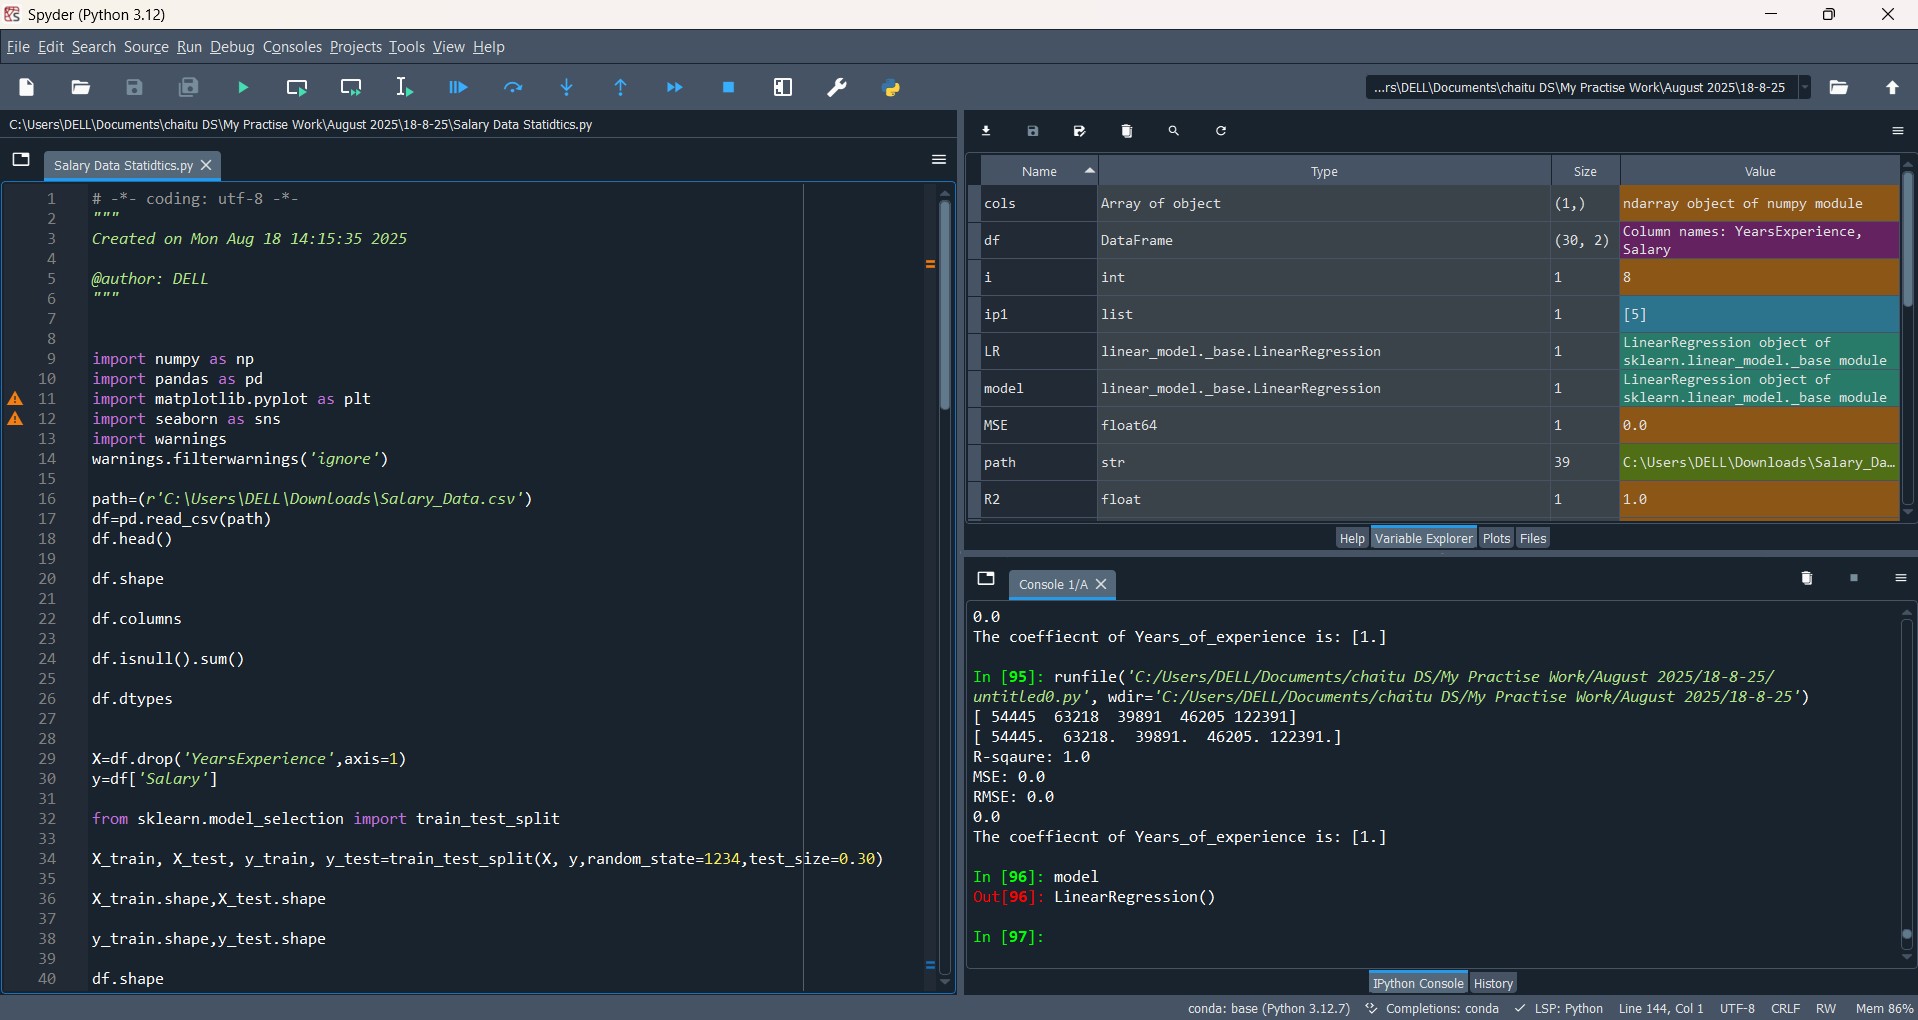 Spyder (Python 3.12)
File Edit Search Source Run Debug Consoles Projects Tools View Help
...rs\DELL\Documents\chaitu DS\My Practise Work\August 2025\18-8-25
C:\Users\DELL\Documents\chaitu DS\My Practise Work\August 2025\18-8-25\Salary Data Statidtics.py
Salary Data Statidtics.py
1 # -*- coding: utf-8 -*-
2 """
3 Created on Mon Aug 18 14:15:35 2025
4
5 @author: DELL
6 """
7
8
9 import numpy as np
10 import pandas as pd
11 import matplotlib.pyplot as plt
12 import seaborn as sns
13 import warnings
14 warnings.filterwarnings('ignore')
15
16 path=(r'C:\Users\DELL\Downloads\Salary_Data.csv')
17 df=pd.read_csv(path)
18 df.head()
19
20 df.shape
21
22 df.columns
23
24 df.isnull().sum()
25
26 df.dtypes
27
28
29 X=df.drop('YearsExperience',axis=1)
30 y=df['Salary']
31
32 from sklearn.model_selection import train_test_split
33
34 X_train, X_test, y_train, y_test=train_test_split(X, y,random_state=1234,test_size=0.30)
35
36 X_train.shape,X_test.shape
37
38 y_train.shape,y_test.shape
39
40 df.shape
Name Type Size Value
cols Array of object (1,) ndarray object of numpy module
df DataFrame (30, 2) Column names: YearsExperience,
Salary
i int 1 8
ip1 list 1 [5]
LR linear_model._base.LinearRegression 1 LinearRegression object of
sklearn.linear_model._base module
model linear_model._base.LinearRegression 1 LinearRegression object of
sklearn.linear_model._base module
MSE float64 1 0.0
path str 39 C:\Users\DELL\Downloads\Salary_Da…
R2 float 1 1.0
Help Variable Explorer Plots Files
Console 1/A
0.0
The coeffiecnt of Years_of_experience is: [1.]
In [95]: runfile('C:/Users/DELL/Documents/chaitu DS/My Practise Work/August 2025/18-8-25/
untitled0.py', wdir='C:/Users/DELL/Documents/chaitu DS/My Practise Work/August 2025/18-8-25')
[ 54445  63218  39891  46205 122391]
[ 54445.  63218.  39891.  46205. 122391.]
R-sqaure: 1.0
MSE: 0.0
RMSE: 0.0
0.0
The coeffiecnt of Years_of_experience is: [1.]
In [96]: model
Out[96]: LinearRegression()
In [97]:
IPython Console History
conda: base (Python 3.12.7) Completions: conda LSP: Python Line 144, Col 1 UTF-8 CRLF RW Mem 86%